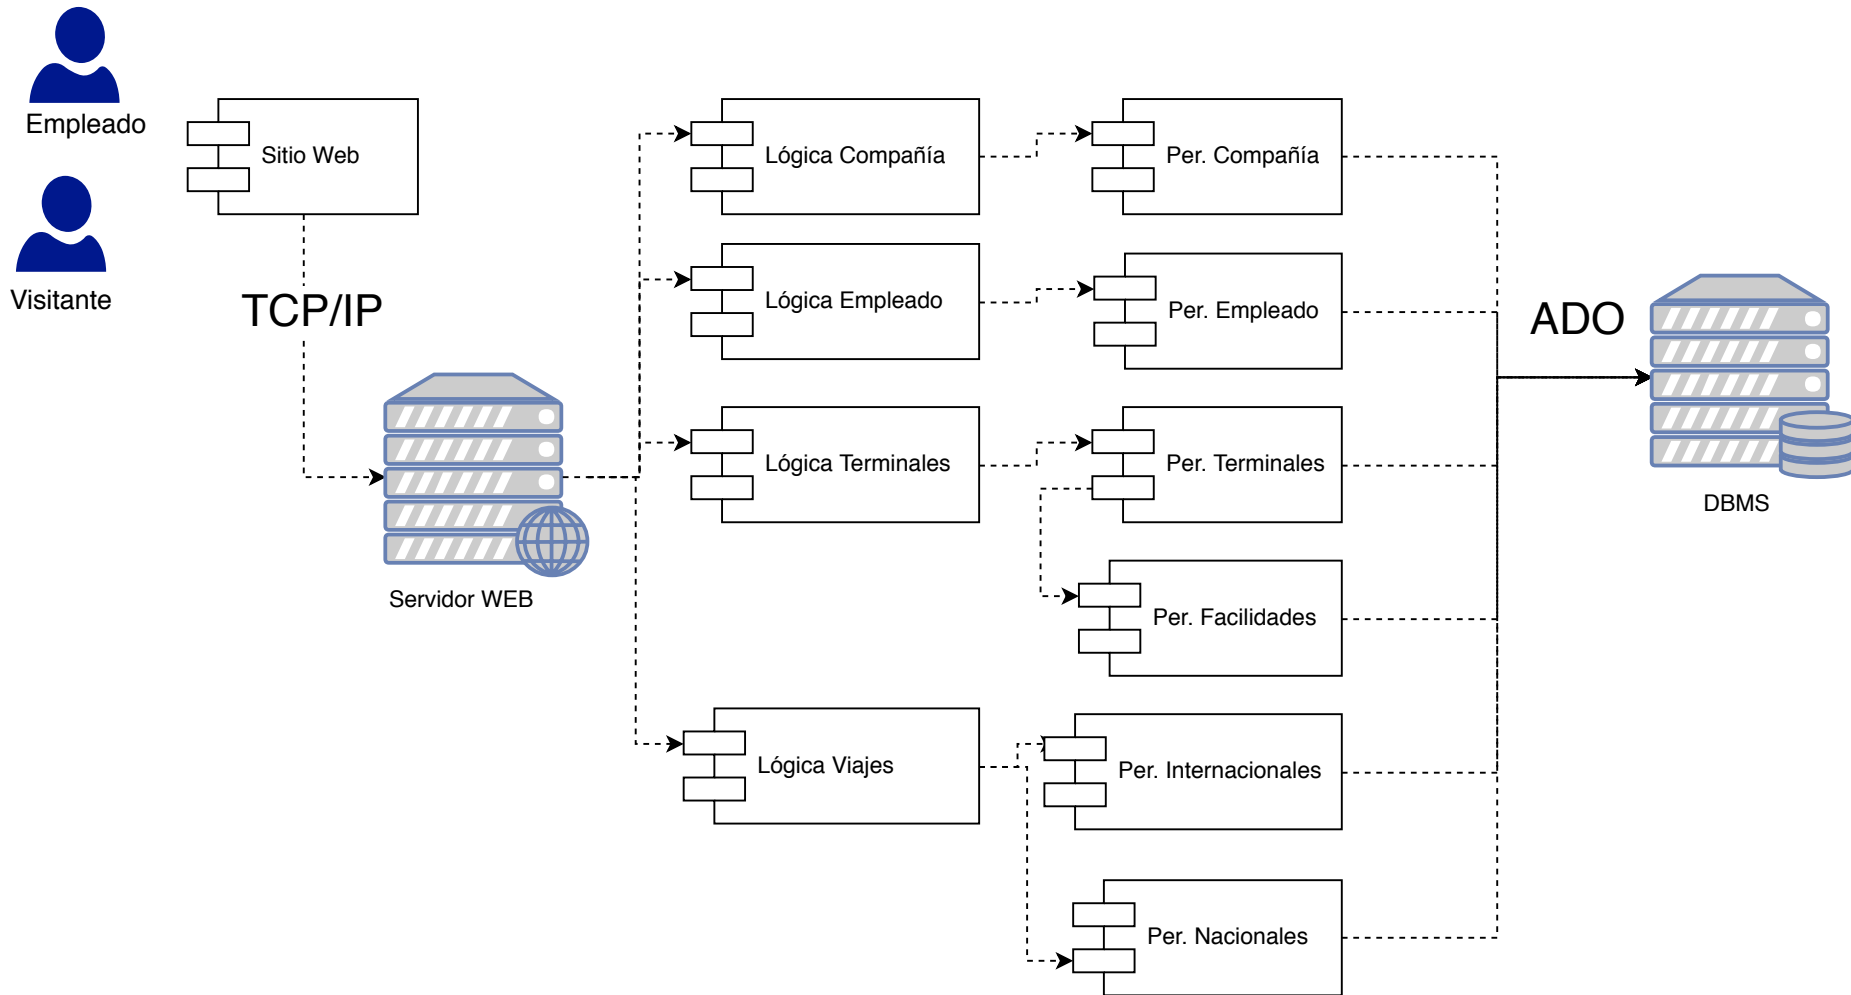 Empleado
Visitante
Sitio Web
TCP/IP
Servidor WEB
Lógica Compañía
Per. Compañía
Lógica Empleado
Per. Empleado
Lógica Terminales
Per. Terminales
Per. Facilidades
Lógica Viajes
Per. Internacionales
Per. Nacionales
ADO
DBMS